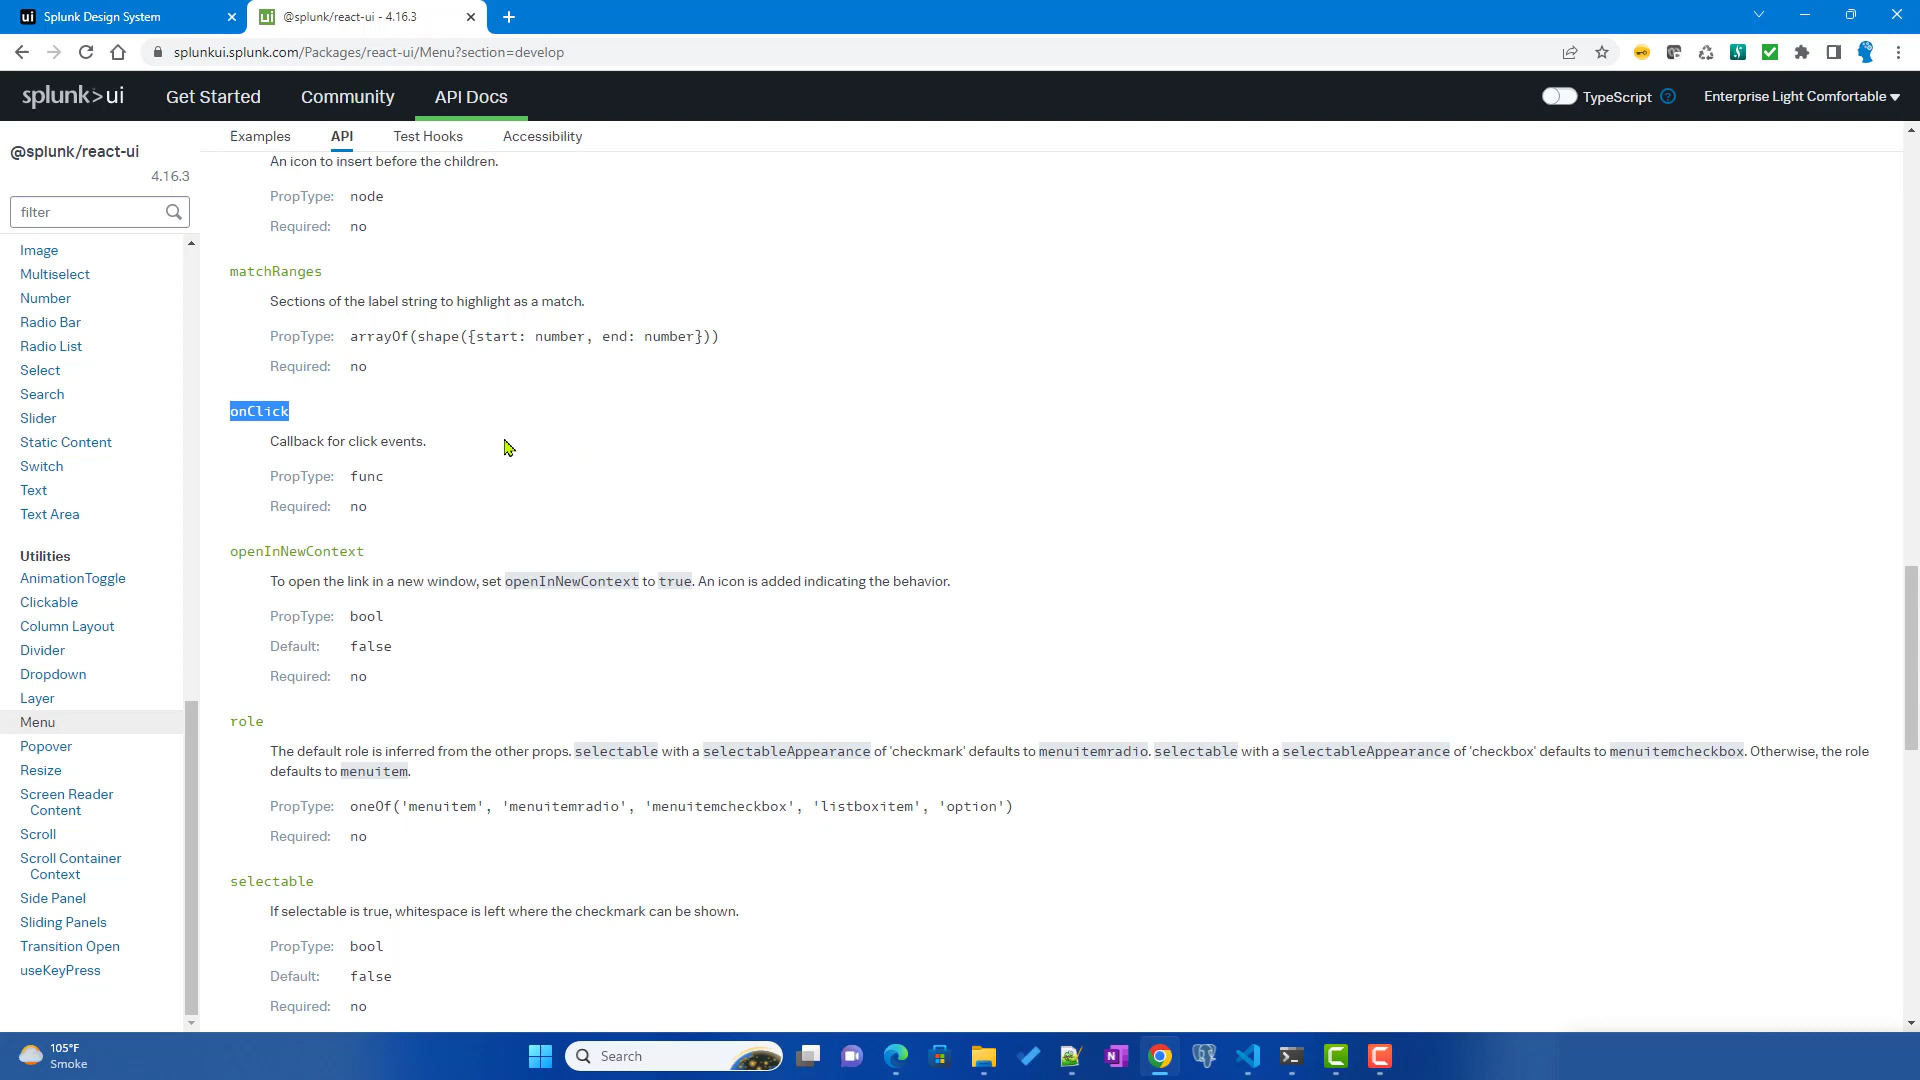 Splunk Design System
@splunk/react-ui - 4.16.3
splunkui.splunk.com/Packages/react-ui/Menu?section=develop
splunk>ui
Get Started
Community
API Docs
TypeScript
Enterprise Light Comfortable
@splunk/react-ui
4.16.3
filter
Image
Multiselect
Number
Radio Bar
Radio List
Select
Search
Slider
Static Content
Switch
Text
Text Area
Utilities
AnimationToggle
Clickable
Column Layout
Divider
Dropdown
Layer
Menu
Popover
Resize
Screen Reader
Content
Scroll
Scroll Container
Context
Side Panel
Sliding Panels
Transition Open
useKeyPress
Examples
API
Test Hooks
Accessibility
An icon to insert before the children.
PropType: node
Required: no
matchRanges
Sections of the label string to highlight as a match.
PropType: arrayOf(shape({start: number, end: number}))
Required: no
onClick
Callback for click events.
PropType: func
Required: no
openInNewContext
To open the link in a new window, set openInNewContext to true. An icon is added indicating the behavior.
PropType: bool
Default: false
Required: no
role
The default role is inferred from the other props. selectable with a selectableAppearance of 'checkmark' defaults to menuitemradio. selectable with a selectableAppearance of 'checkbox' defaults to menuitemcheckbox. Otherwise, the role
defaults to menuitem.
PropType: oneOf('menuitem', 'menuitemradio', 'menuitemcheckbox', 'listboxitem', 'option')
Required: no
selectable
If selectable is true, whitespace is left where the checkmark can be shown.
PropType: bool
Default: false
Required: no
105°F
Smoke
Search